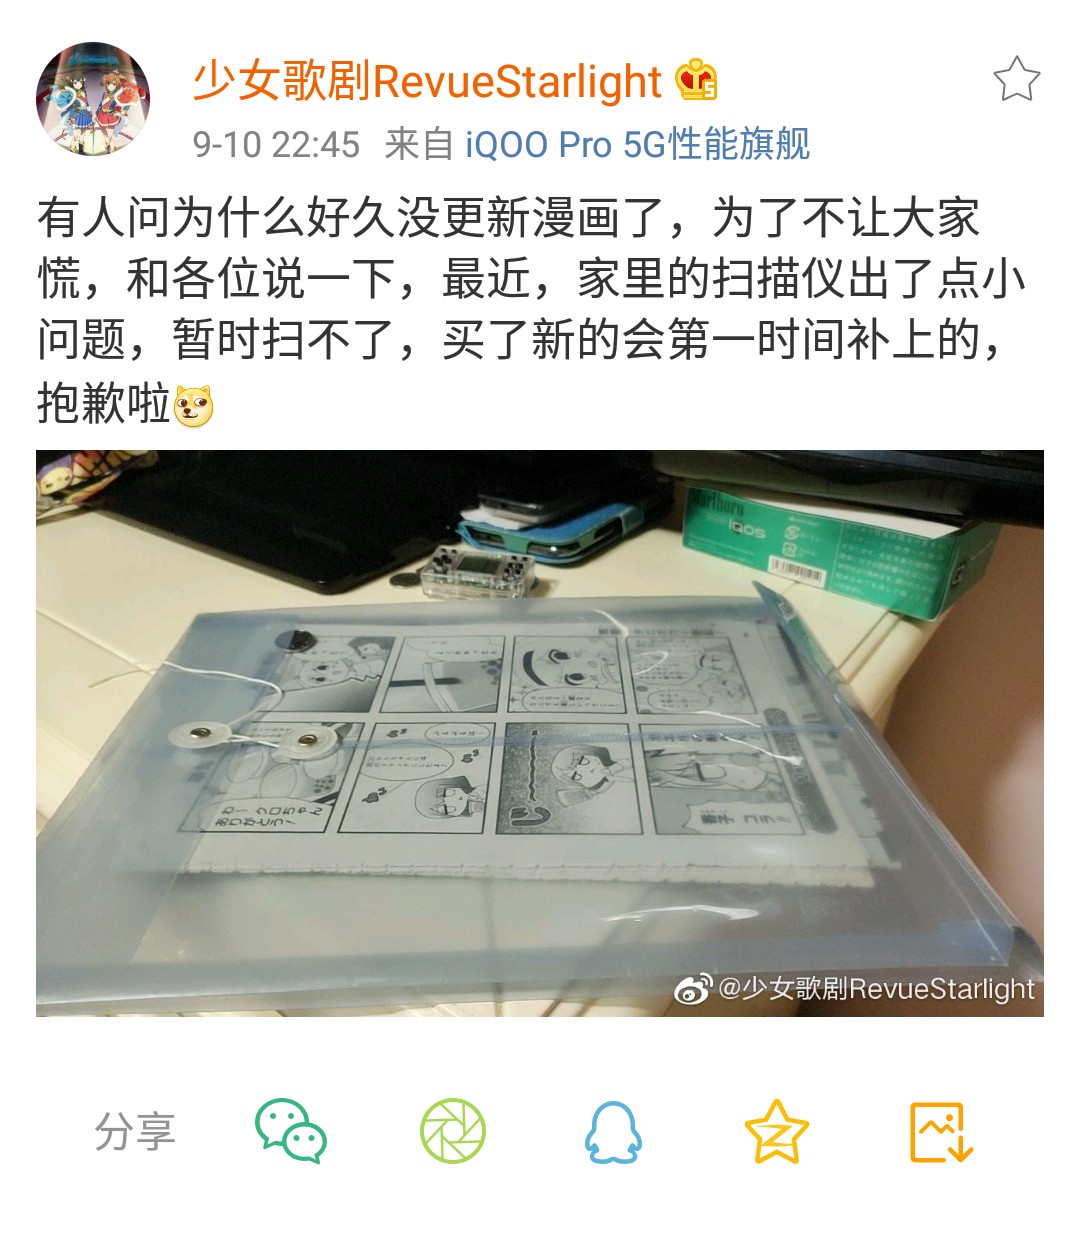 少女歌剧RevueStarlight
9-10 22:45 来自 iQOO Pro 5G性能旗舰
有人问为什么好久没更新漫画了，为了不让大家
慌，和各位说一下，最近，家里的扫描仪出了点小
问题，暂时扫不了，买了新的会第一时间补上的，
抱歉啦
Marlboro
IQOS
わ〜クロちゃん
ありがとう！
@少女歌剧RevueStarlight
分享